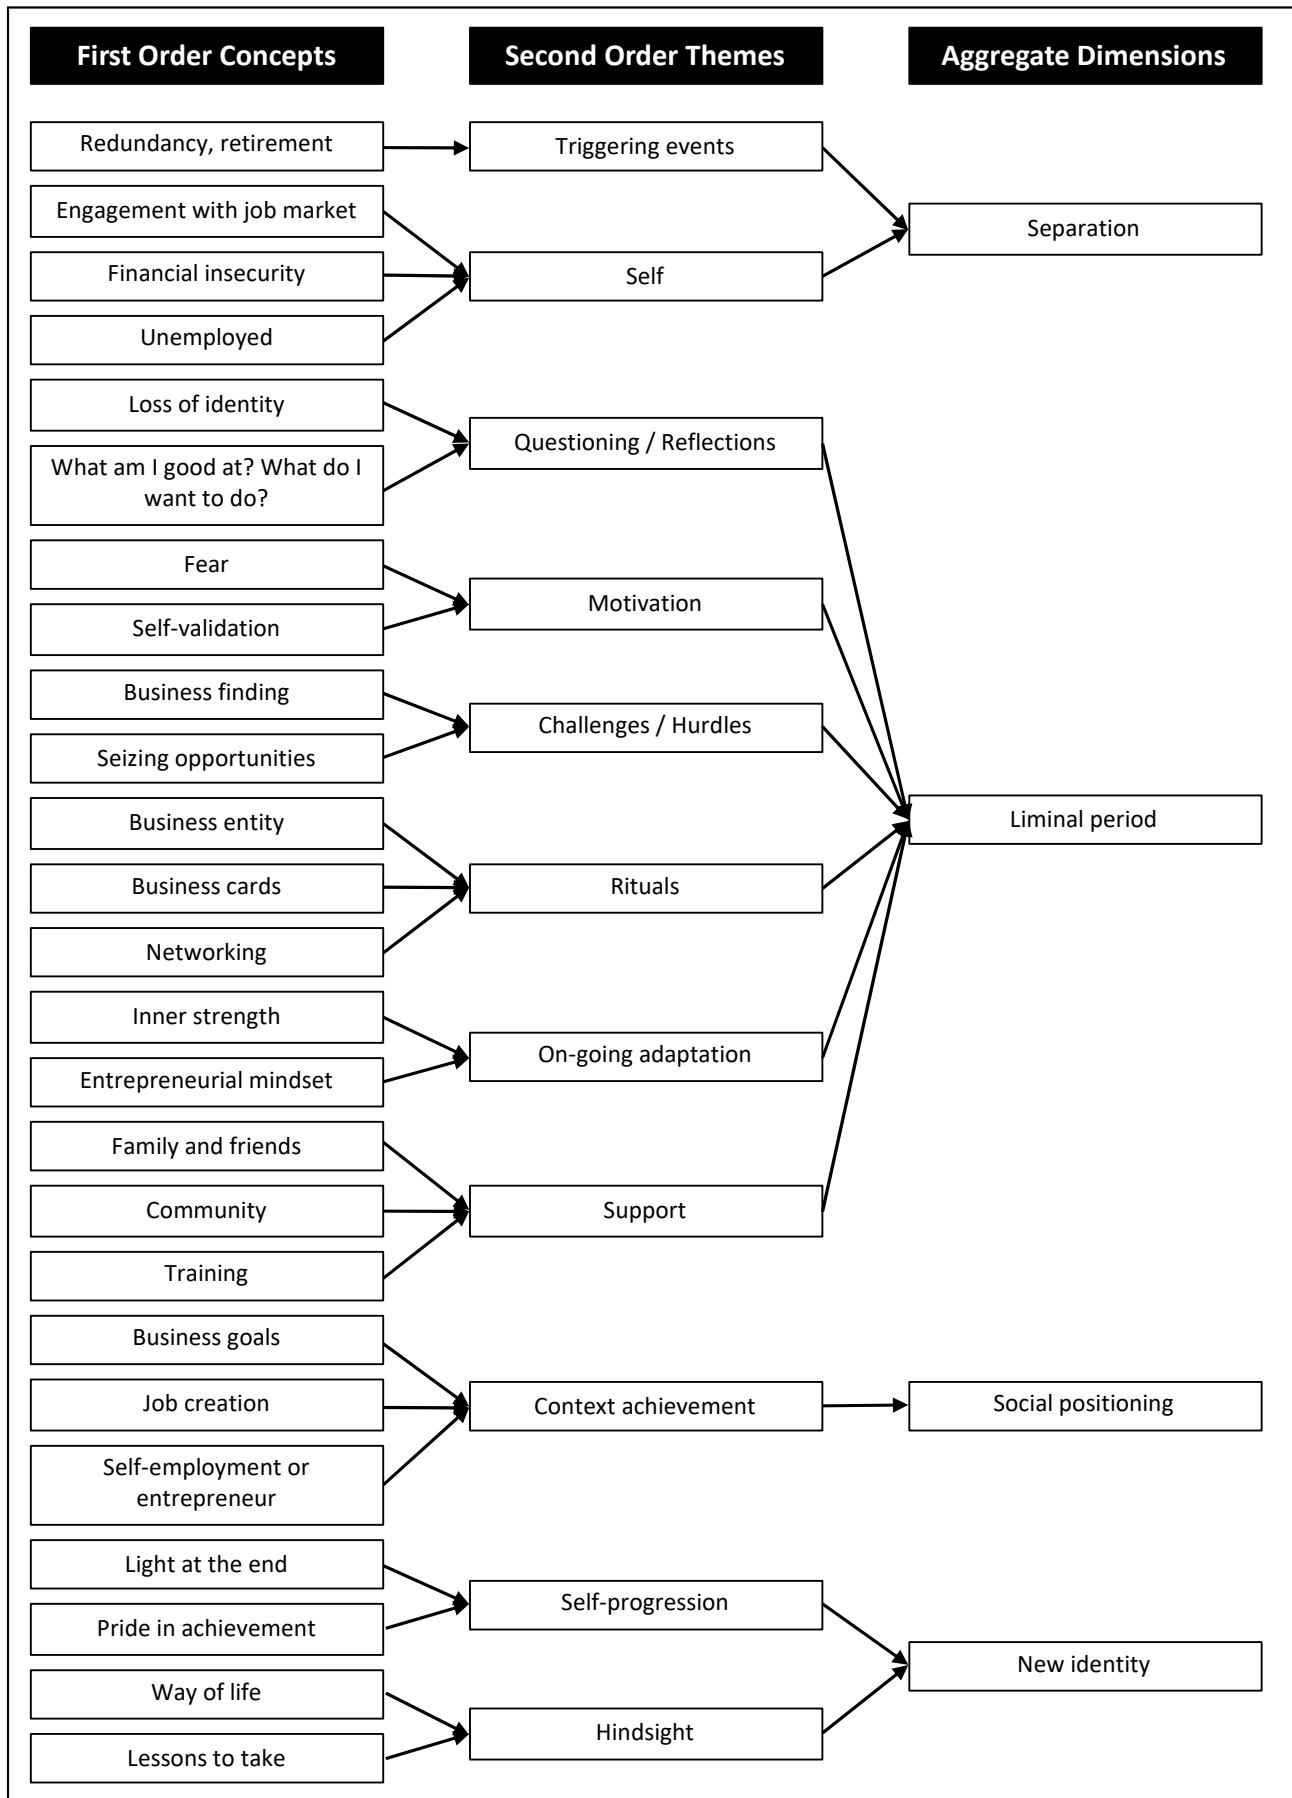 First Order Concepts
Second Order Themes
Aggregate Dimensions
Redundancy, retirement
Triggering events
Engagement with job market
Separation
Financial insecurity
Self
Unemployed
Loss of identity
Questioning / Reflections
What am I good at? What do I
want to do?
Fear
Motivation
Self-validation
Business finding
Challenges / Hurdles
Seizing opportunities
Business entity
Liminal period
Business cards
Rituals
Networking
Inner strength
On-going adaptation
Entrepreneurial mindset
Family and friends
Community
Support
Training
Business goals
Job creation
Context achievement
Social positioning
Self-employment or
entrepreneur
Light at the end
Self-progression
Pride in achievement
New identity
Way of life
Hindsight
Lessons to take